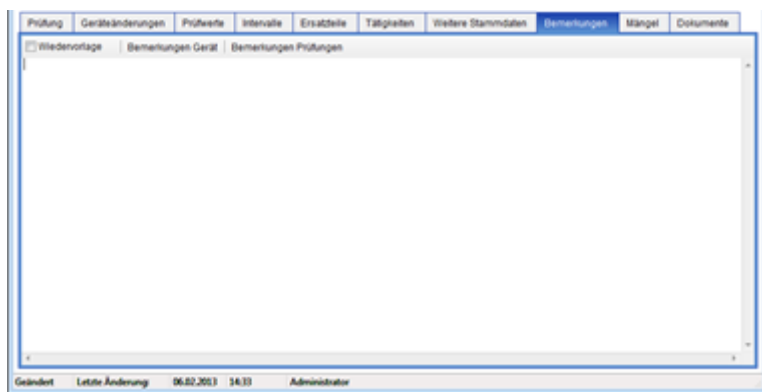 Prüfung Geräteänderungen Prüfwerte Intervalle Ersatzteile Tätigkeiten Weitere Stammdaten Bemerkungen Mängel Dokumente
Wiedervorlage Bemerkungen Gerät Bemerkungen Prüfungen
Geändert Letzte Änderung: 06.02.2013 14:33 Administrator